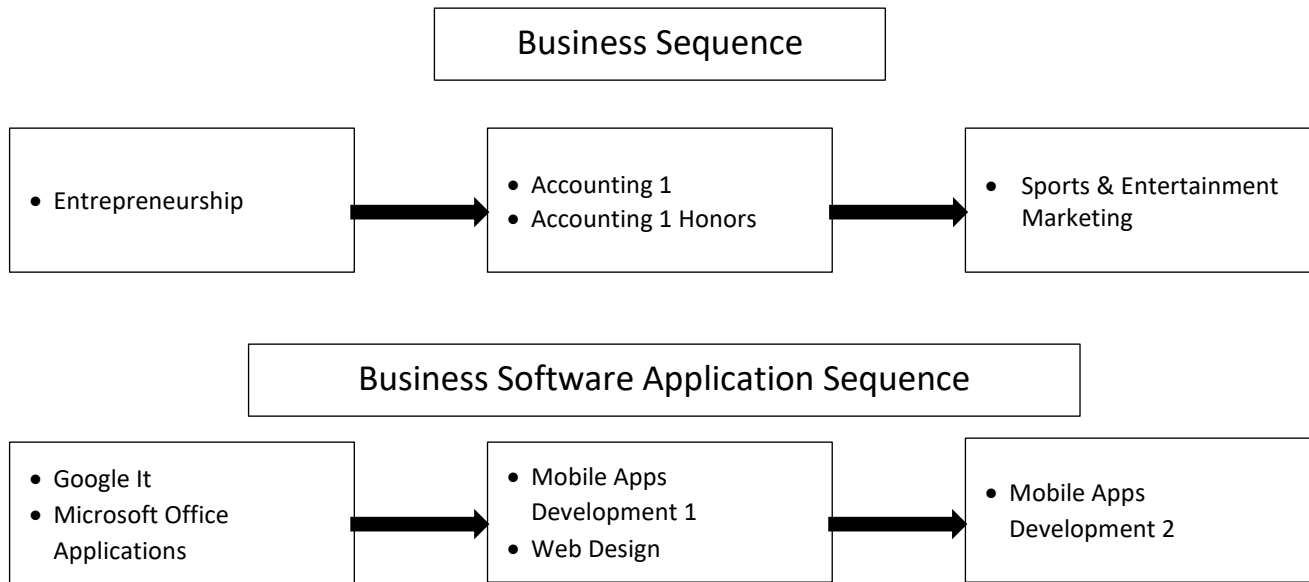 Business Sequence
• Entrepreneurship
• Accounting 1
• Accounting 1 Honors
• Sports & Entertainment
Marketing
Business Software Application Sequence
• Google It
• Microsoft Office
Applications
• Mobile Apps
Development 1
• Web Design
• Mobile Apps
Development 2